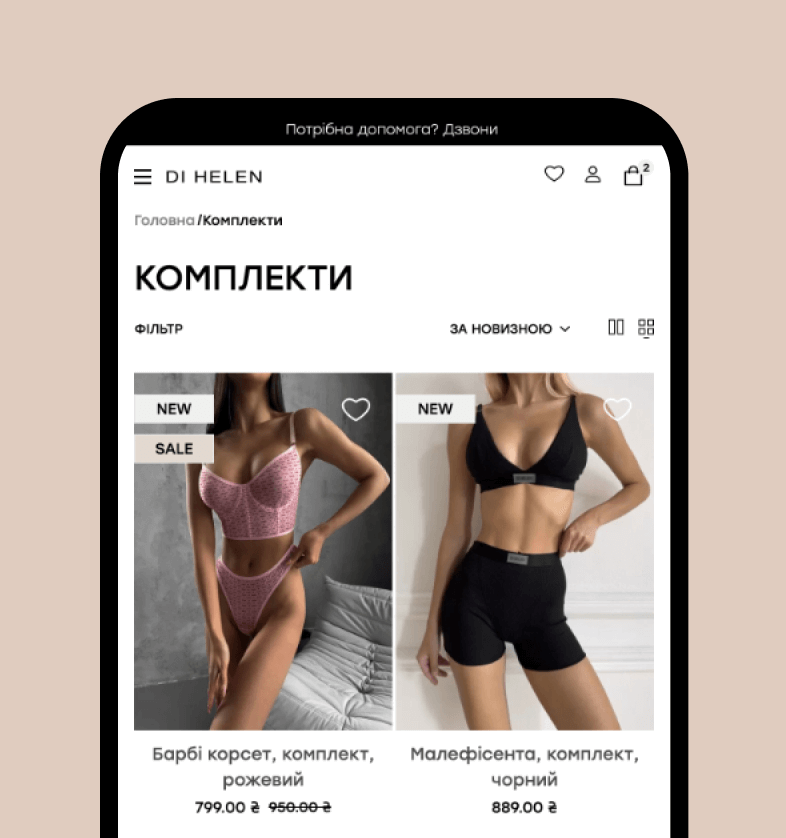 Потрібна допомога? Дзвони
DI HELEN
2
Головна/Комплекти
КОМПЛЕКТИ
ФІЛЬТР
ЗА НОВИЗНОЮ
NEW
SALE
NEW
Барбі корсет, комплект,
рожевий
799.00 ₴ 950.00 ₴
Малефісента, комплект,
чорний
889.00 ₴